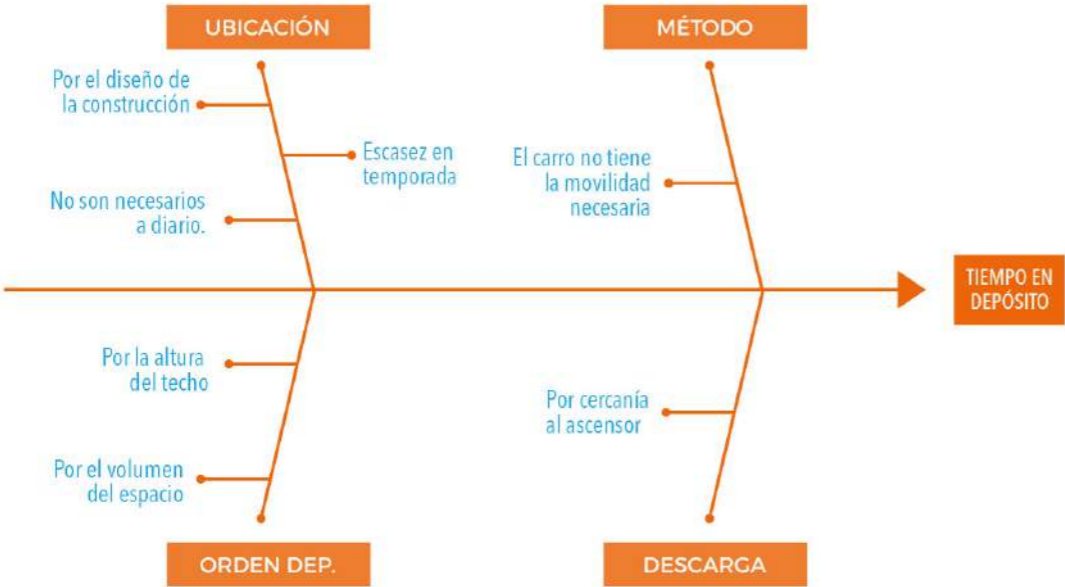 UBICACIÓN
MÉTODO
Por el diseño de
la construcción
Escasez en
temporada
No son necesarios
a diario.
El carro no tiene
la movilidad
necesaria
TIEMPO EN
DEPÓSITO
Por la altura
del techo
Por el volumen
del espacio
Por cercanía
al ascensor
ORDEN DEP.
DESCARGA